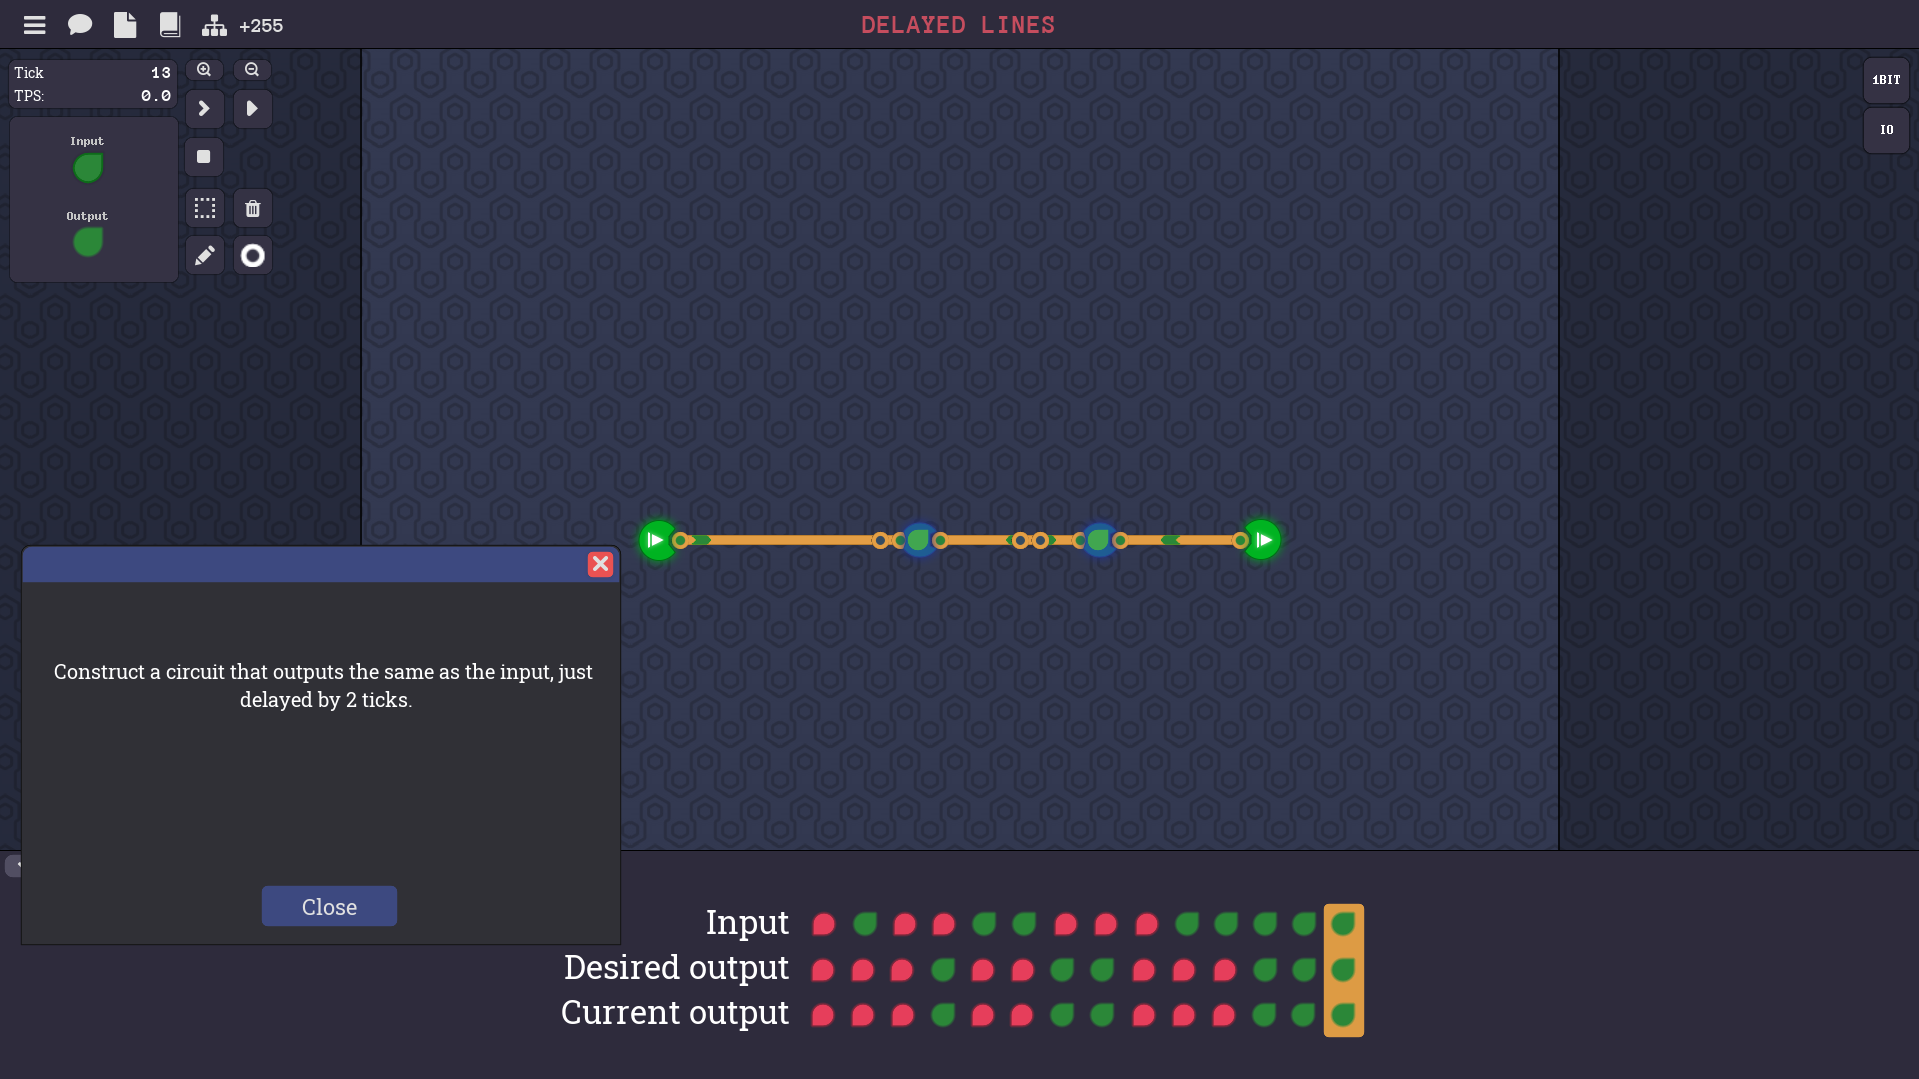 +255
DELAYED LINES
Tick 13
TPS: 0.0
1BIT
IO
Input
Output
Construct a circuit that outputs the same as the input, just
delayed by 2 ticks.
Close
Input
Desired output
Current output